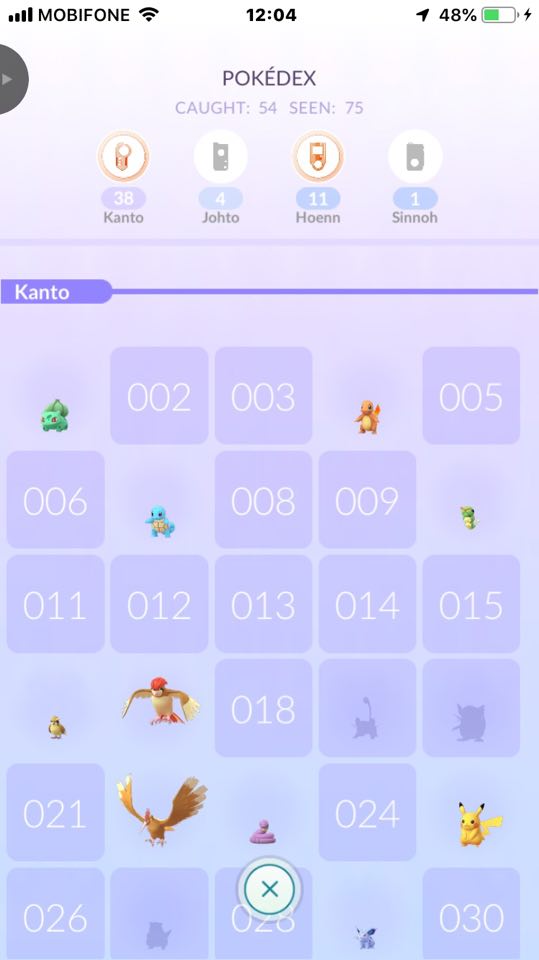 MOBIFONE 12:04 48%
POKÉDEX
CAUGHT: 54 SEEN: 75
38 4 11 1
Kanto Johto Hoenn Sinnoh
Kanto
002 003 005
006 008 009
011 012 013 014 015
018
021 024
026 028 030